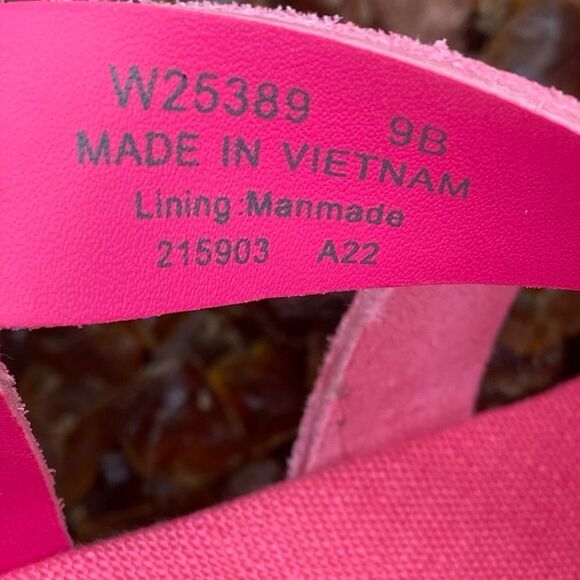 W25389 9B
MADE IN VIETNAM
Lining:Manmade
215903 A22